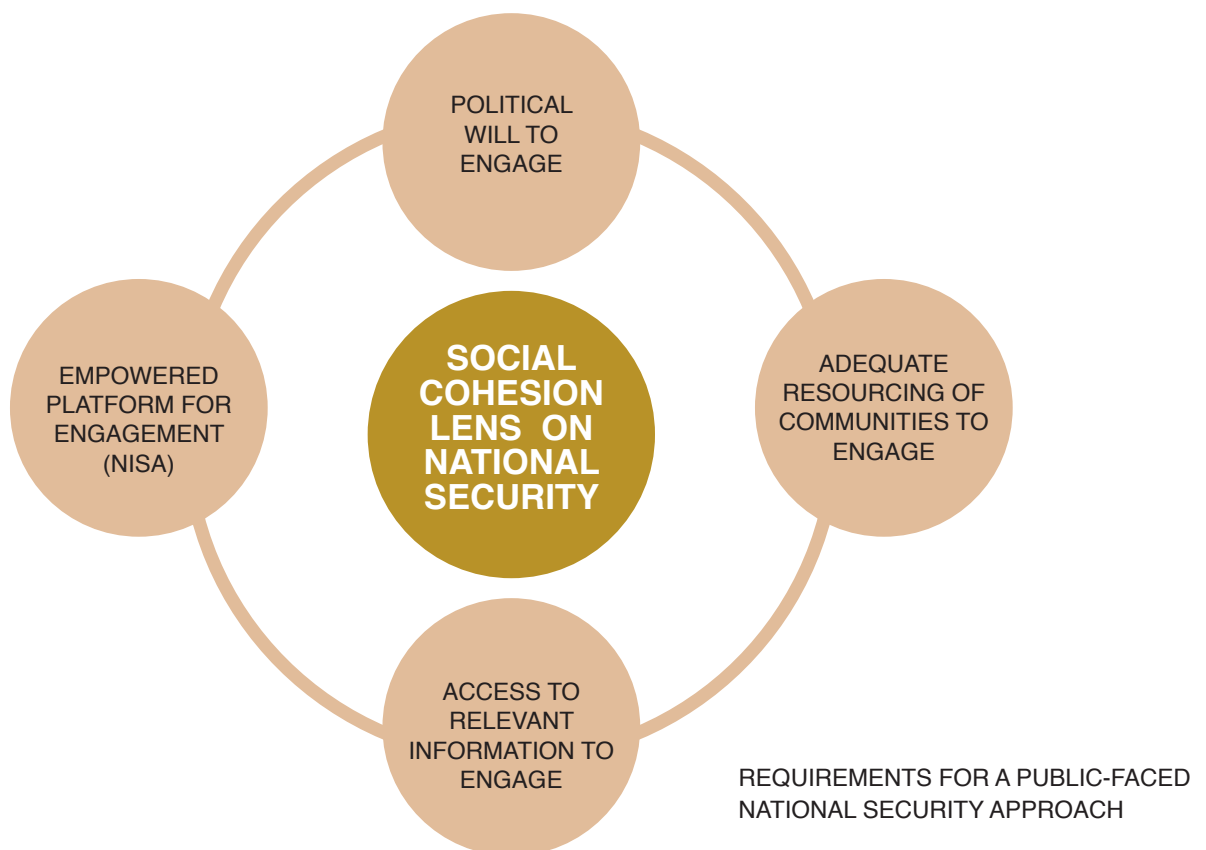 POLITICAL
WILL TO
ENGAGE
EMPOWERED
PLATFORM FOR
ENGAGEMENT
(NISA)
SOCIAL
COHESION
LENS ON
NATIONAL
SECURITY
ADEQUATE
RESOURCING OF
COMMUNITIES TO
ENGAGE
ACCESS TO
RELEVANT
INFORMATION TO
ENGAGE
REQUIREMENTS FOR A PUBLIC-FACED
NATIONAL SECURITY APPROACH